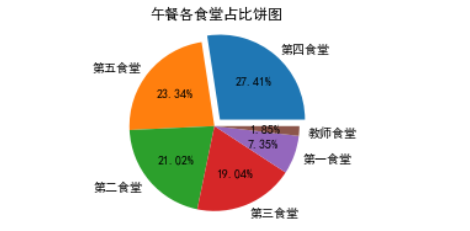 午餐各食堂占比饼图
第四食堂
27.41%
第五食堂
23.34%
第二食堂
21.02%
第三食堂
19.04%
第一食堂
7.35%
教师食堂
1.85%